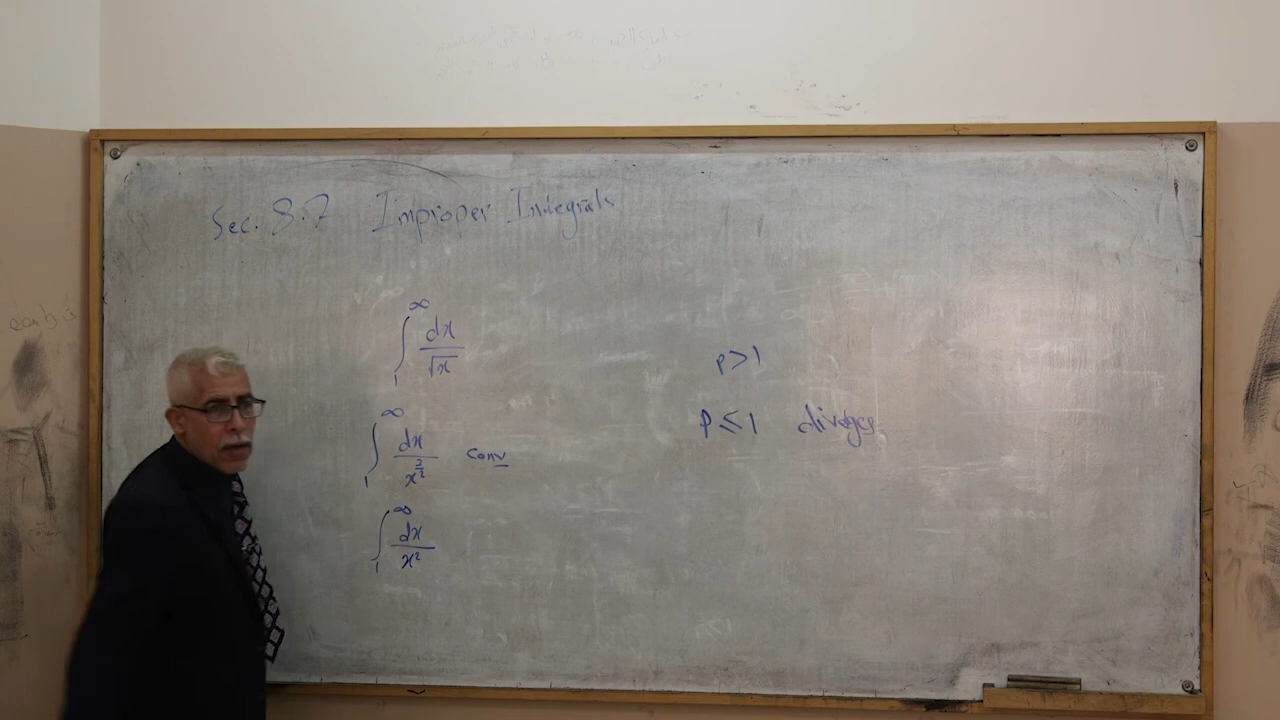 Sec. 8.7 Improper Integrals
∫₁^∞ dx/√x
p>1
∫₁^∞ dx/x^(3/2) conv
p≤1 diverges
∫₁^∞ dx/x²